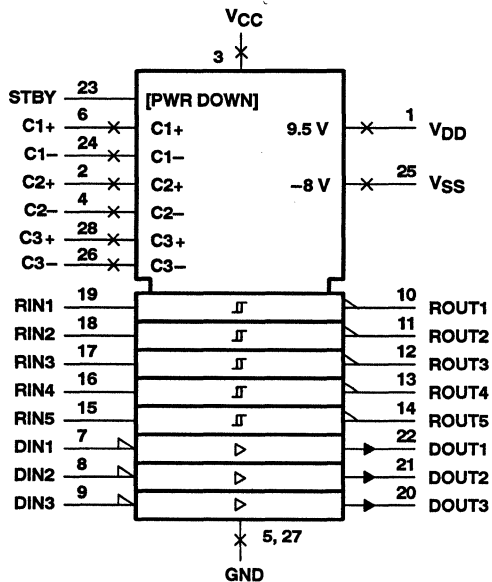 VCC
3
STBY 23 [PWR DOWN]
C1+ 6 C1+ 9.5 V 1 VDD
C1− 24 C1−
C2+ 2 C2+ −8 V 25 VSS
C2− 4 C2−
C3+ 28 C3+
C3− 26 C3−
RIN1 19 10 ROUT1
RIN2 18 11 ROUT2
RIN3 17 12 ROUT3
RIN4 16 13 ROUT4
RIN5 15 14 ROUT5
DIN1 7 22 DOUT1
DIN2 8 21 DOUT2
DIN3 9 20 DOUT3
5, 27
GND